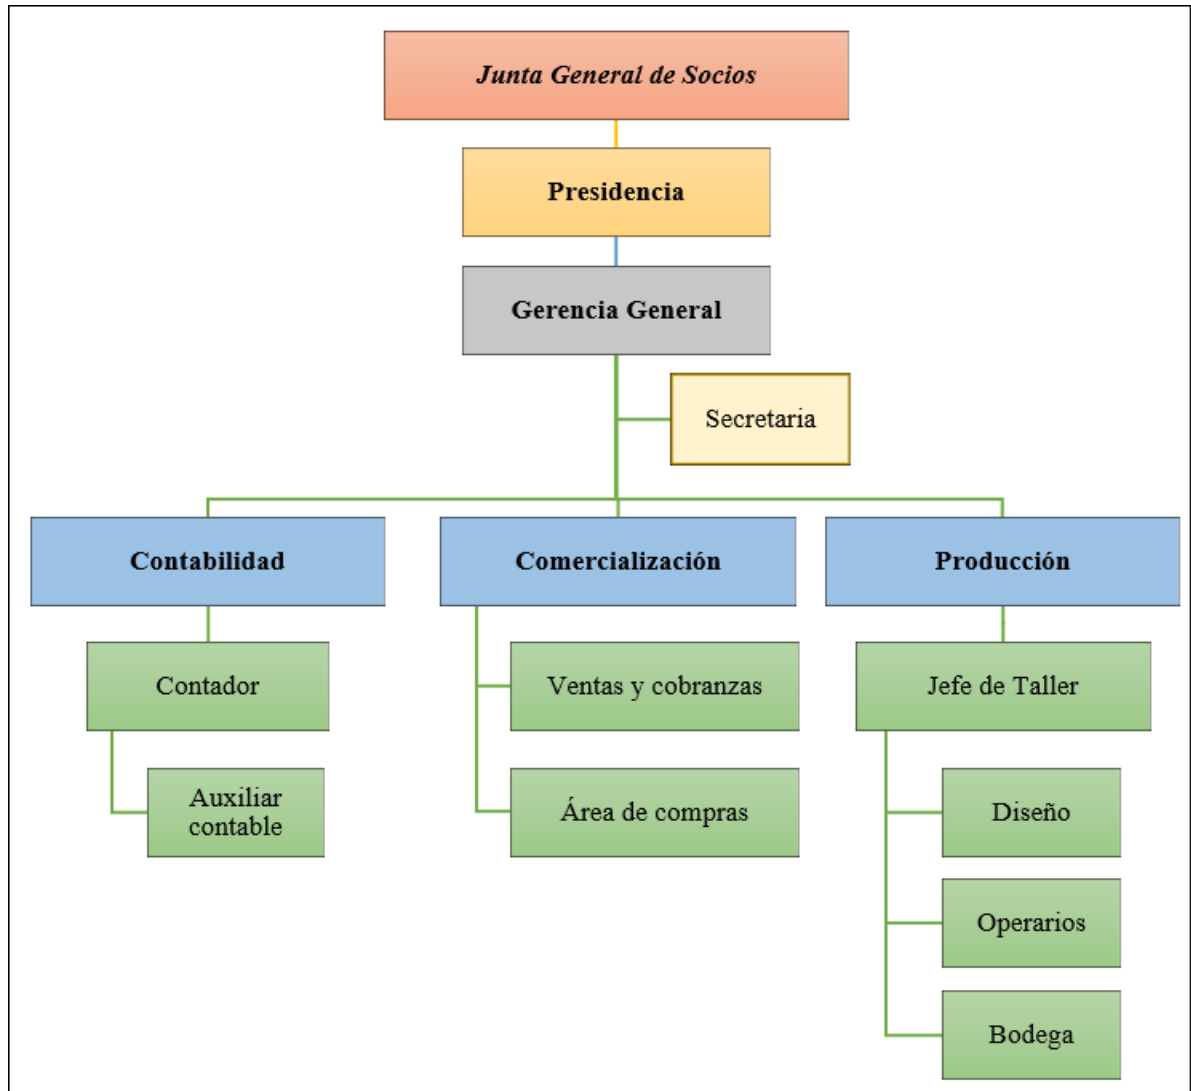 Junta General de Socios
Presidencia
Gerencia General
Secretaria
Contabilidad
Comercialización
Producción
Contador
Ventas y cobranzas
Jefe de Taller
Auxiliar
contable
Área de compras
Diseño
Operarios
Bodega